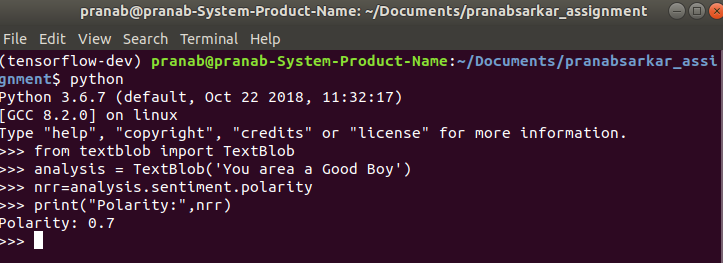 pranab@pranab-System-Product-Name: ~/Documents/pranabsarkar_assignment
File Edit View Search Terminal Help
(tensorflow-dev) pranab@pranab-System-Product-Name:~/Documents/pranabsarkar_assi
gnment$ python
Python 3.6.7 (default, Oct 22 2018, 11:32:17)
[GCC 8.2.0] on linux
Type "help", "copyright", "credits" or "license" for more information.
>>> from textblob import TextBlob
>>> analysis = TextBlob('You area a Good Boy')
>>> nrr=analysis.sentiment.polarity
>>> print("Polarity:",nrr)
Polarity: 0.7
>>>